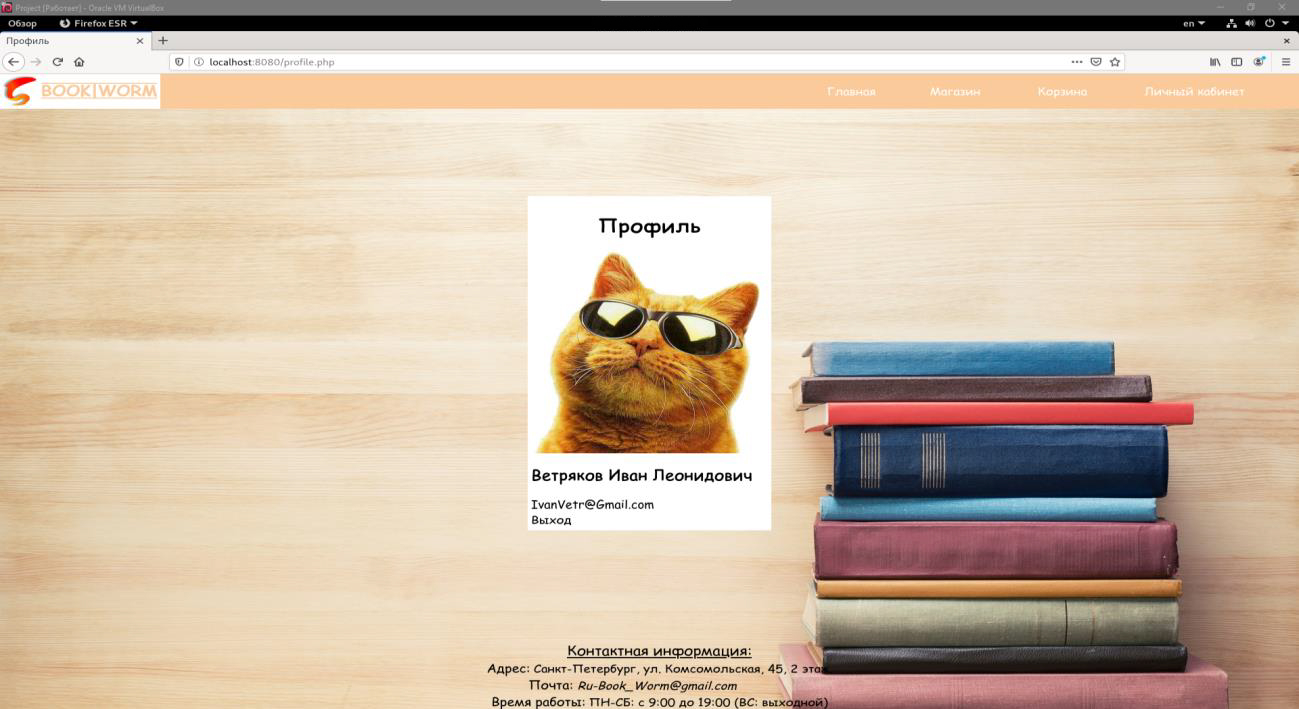 Project [Работает] - Oracle VM VirtualBox
Обзор Firefox ESR en
Профиль
localhost:8080/profile.php
BOOK|WORM Главная Магазин Корзина Личный кабинет
Профиль
Ветряков Иван Леонидович
IvanVetr@Gmail.com
Выход
Контактная информация:
Адрес: Санкт-Петербург, ул. Комсомольская, 45, 2 этаж
Почта: Ru-Book_Worm@gmail.com
Время работы: ПН-СБ: с 9:00 до 19:00 (ВС: выходной)